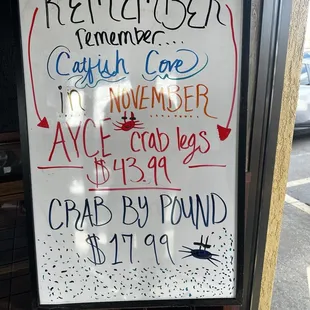 REMEMBER
remember....
Catfish Cove
in NOVEMBER
AYCE crab legs
$43.99
CRAB BY POUND
$17.99